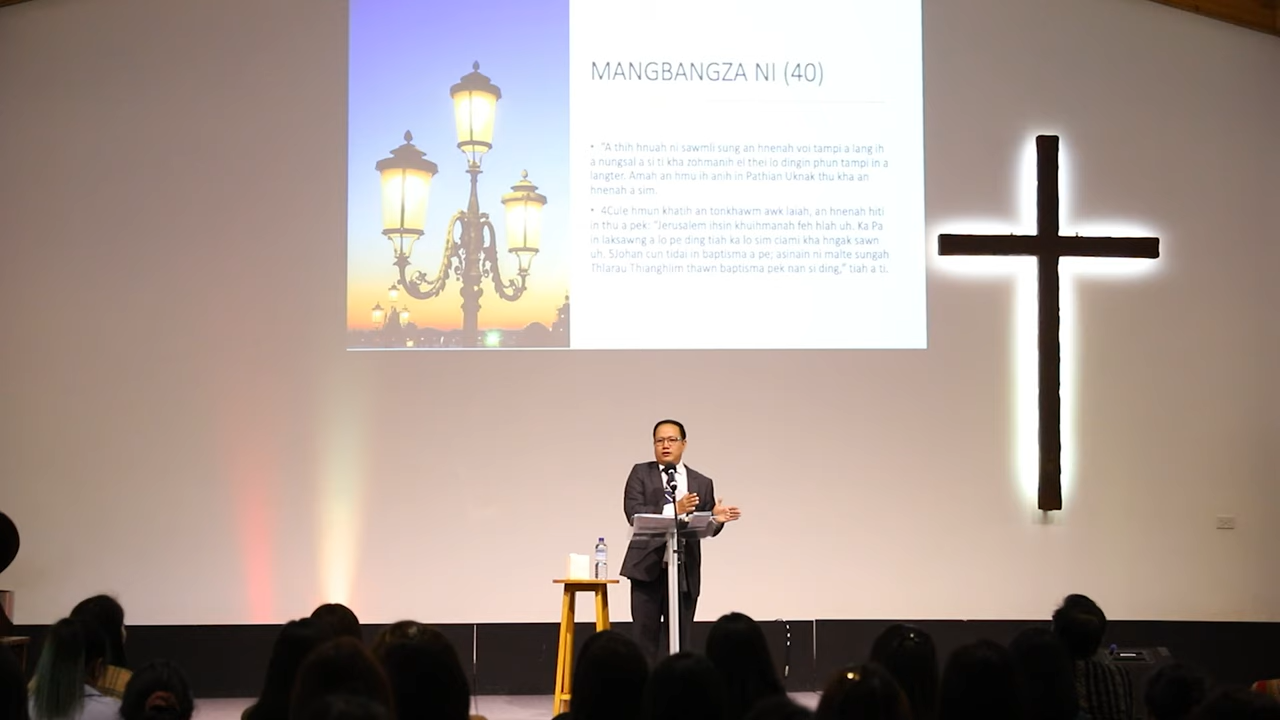 MANGBANGZA NI (40)
• "A thih hnuah ni sawmli sung an hnenah voi tampi a lang ih
a nungsal a si ti kha zohmanih el thei lo dingin phun tampi in a
langter. Amah an hmu ih anih in Pathian Uknak thu kha an
hnenah a sim.
• 4Cule hmun khatih an tonkhawm awk laiah, an hnenah hiti
in thu a pek: "Jerusalem ihsin khuihmanah feh hlah uh. Ka Pa
in laksawng a lo pe ding tiah ka lo sim ciami kha hngak sawn
uh. 5Johan cun tidai in baptisma a pe; asinain ni malte sungah
Thlarau Thianghlim thawn baptisma pek nan si ding," tiah a ti.